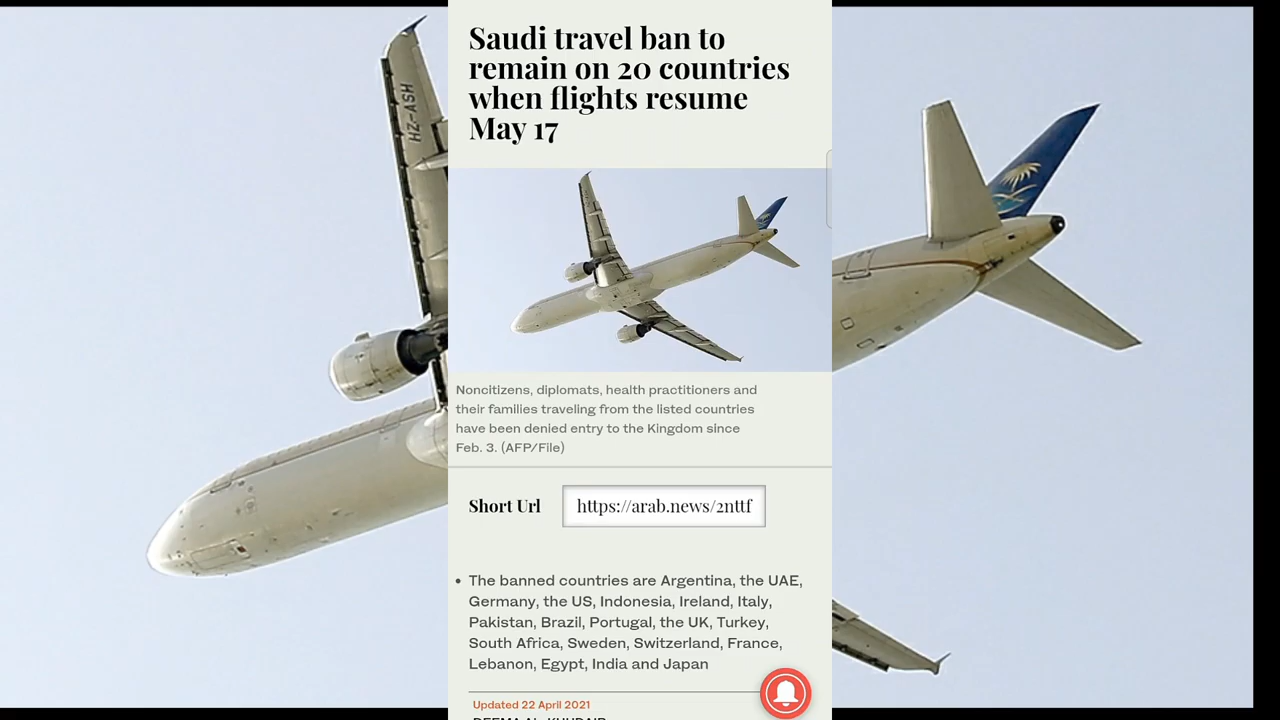 Saudi travel ban to
remain on 20 countries
when flights resume
May 17
HZ-ASH
Noncitizens, diplomats, health practitioners and
their families traveling from the listed countries
have been denied entry to the Kingdom since
Feb. 3. (AFP/File)
Short Url
https://arab.news/2nttf
• The banned countries are Argentina, the UAE,
Germany, the US, Indonesia, Ireland, Italy,
Pakistan, Brazil, Portugal, the UK, Turkey,
South Africa, Sweden, Switzerland, France,
Lebanon, Egypt, India and Japan
Updated 22 April 2021